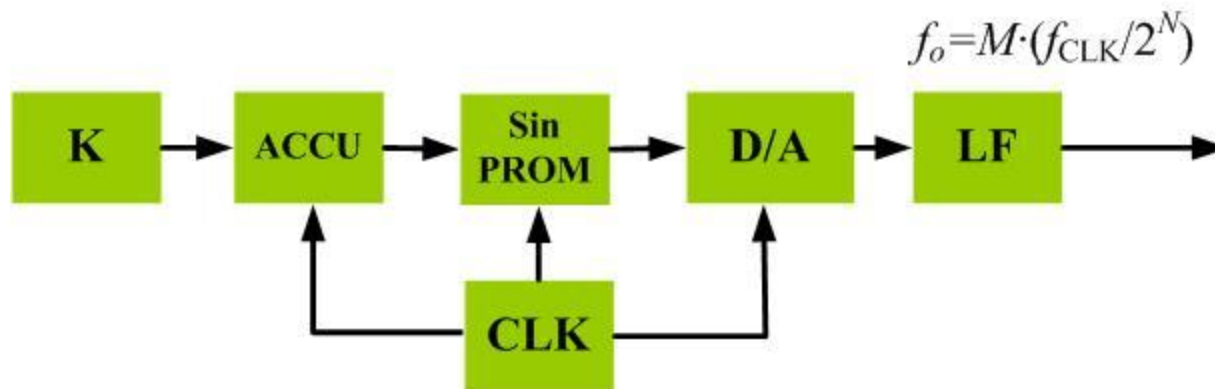 f_o=M·(f_CLK/2^N)
K
ACCU
Sin
PROM
D/A
LF
CLK